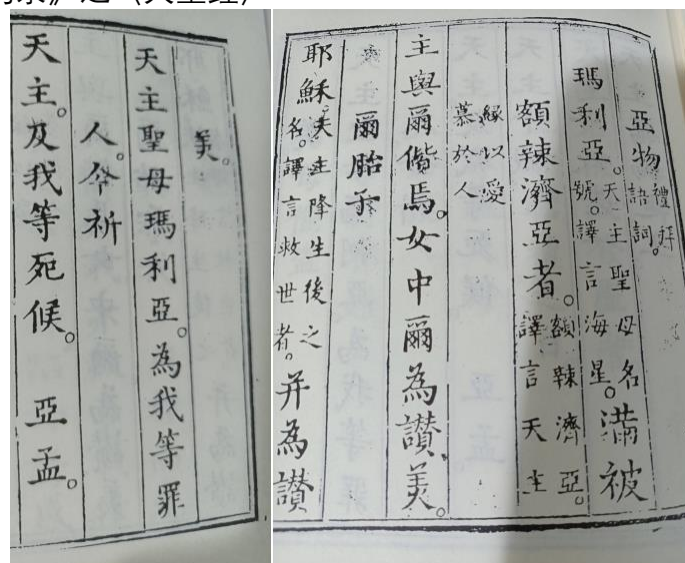 亞物禮拜語詞。
瑪利亞。天主聖母名號。譯言海星。滿被
額辣濟亞者。額辣濟亞。譯言天主
緣以愛慕於人
主與爾偕焉。女中爾為讚美。
爾胎子
耶穌天主降生後之名。譯言救世者。并為讚
美。
天主聖母瑪利亞。為我等罪
人。今祈
天主。及我等死候。 亞孟。